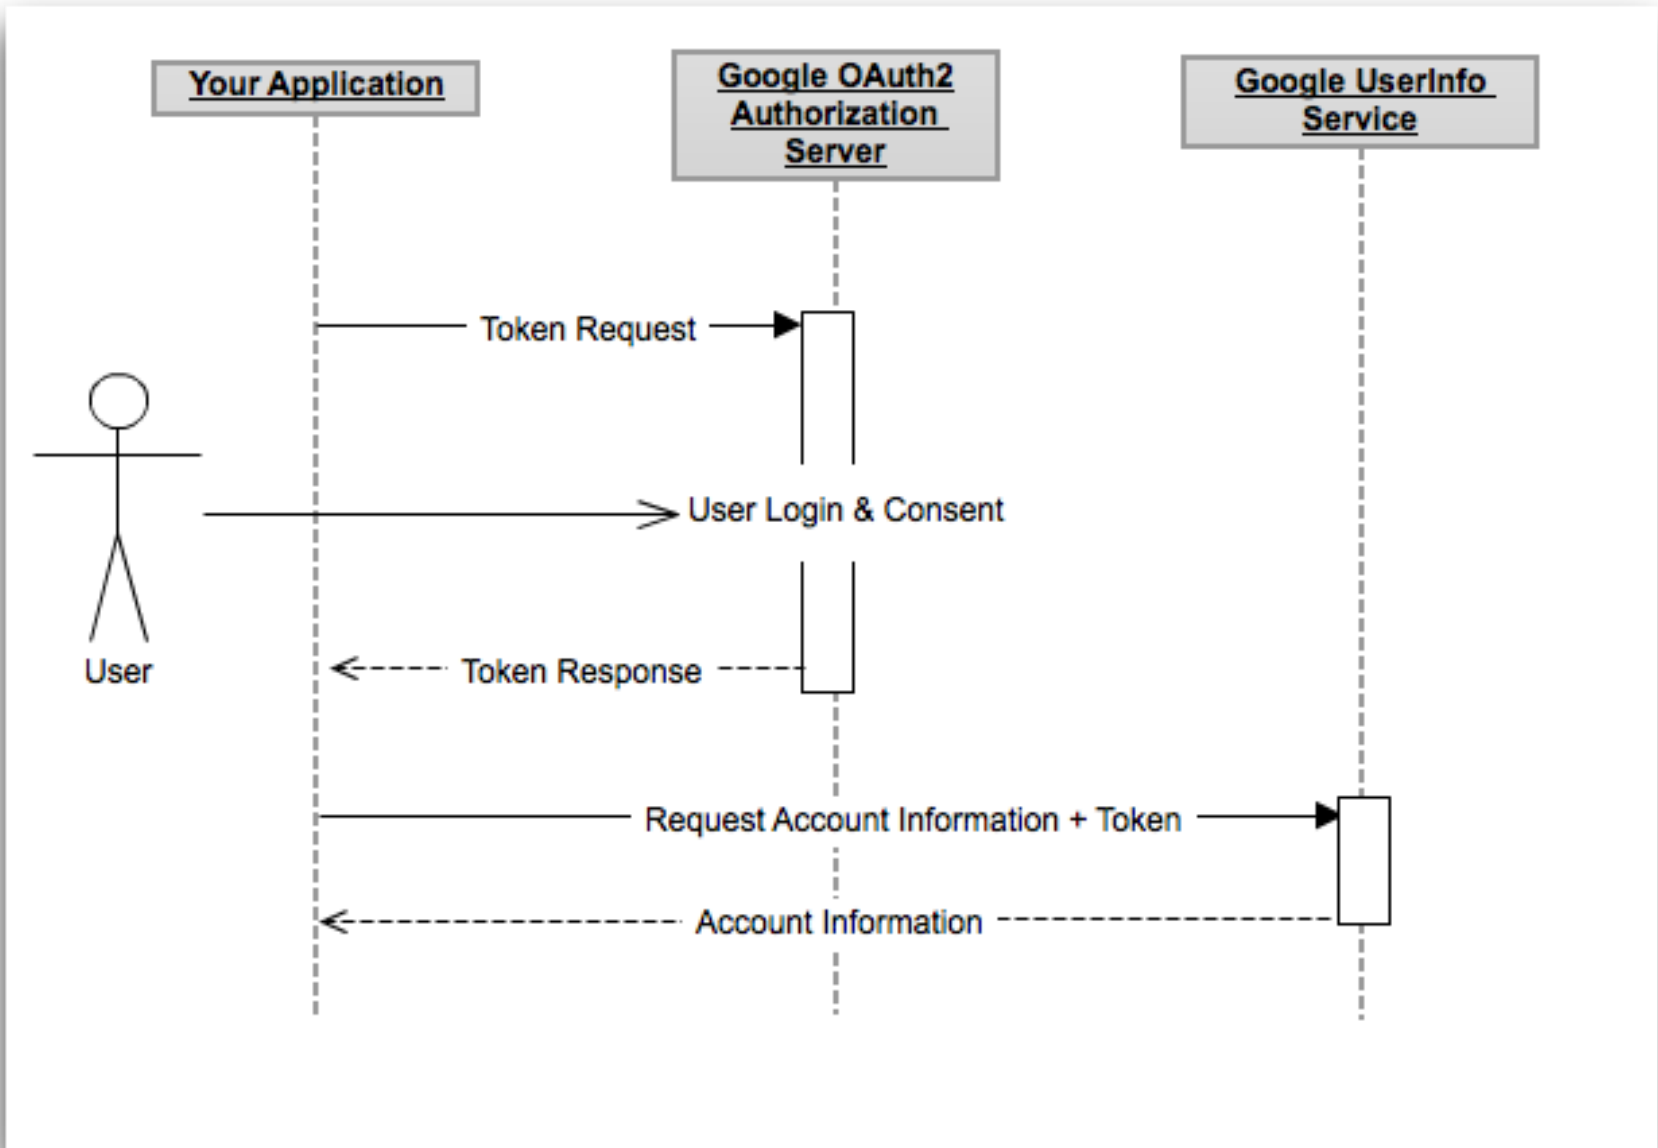 Your Application
Google OAuth2
Authorization
Server
Google UserInfo
Service
Token Request
User Login & Consent
User
Token Response
Request Account Information + Token
Account Information